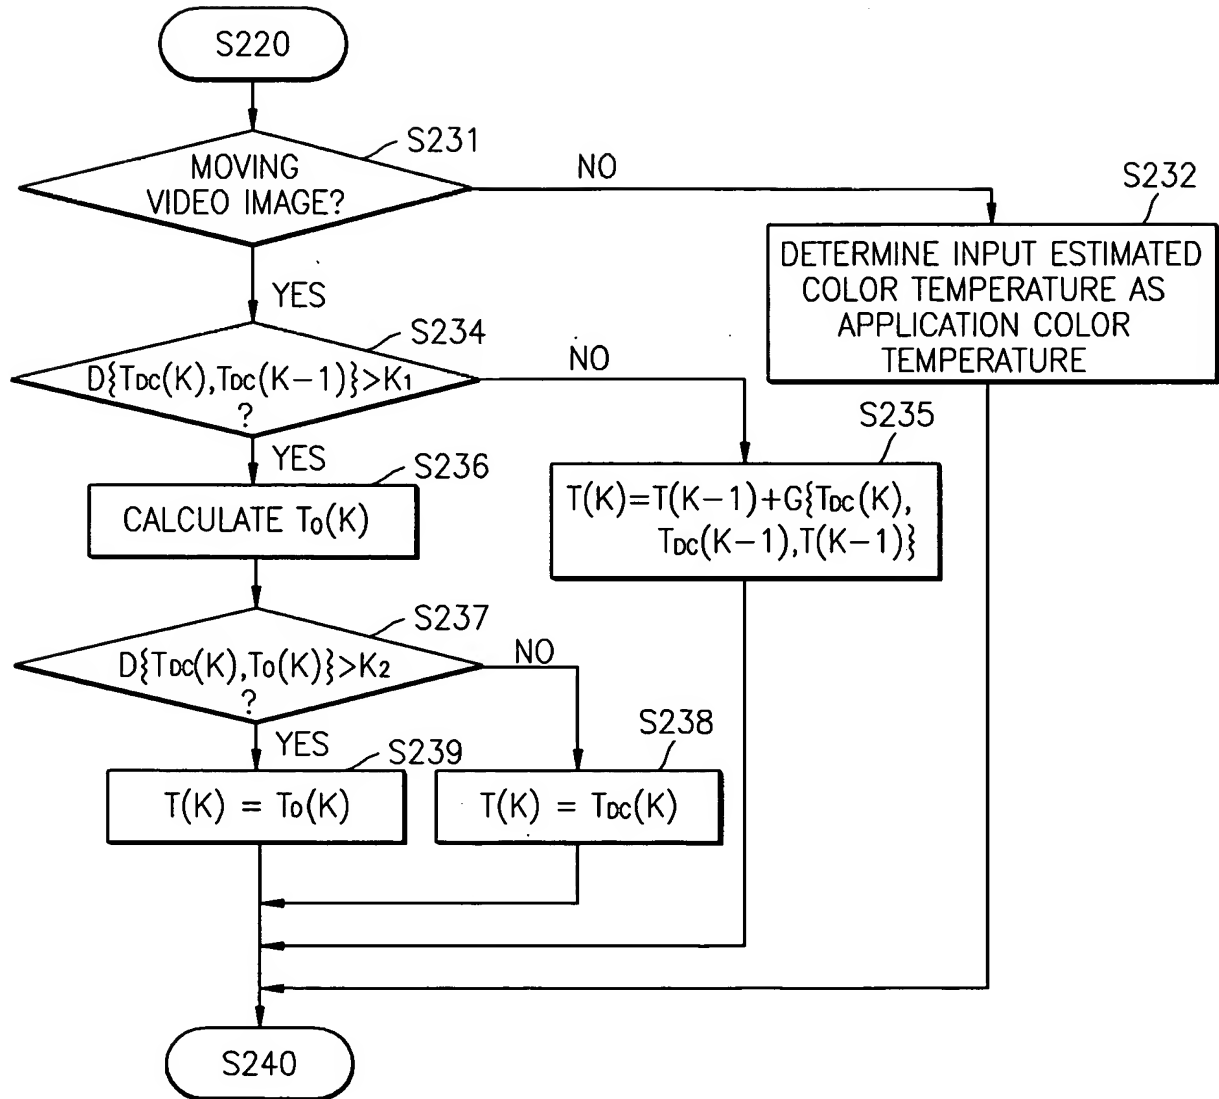 S220
S231
MOVING
VIDEO IMAGE?
NO
YES
S232
DETERMINE INPUT ESTIMATED
COLOR TEMPERATURE AS
APPLICATION COLOR
TEMPERATURE
S234
D{TDC(K),TDC(K-1)}>K1
?
NO
YES
S235
T(K)=T(K-1)+G{TDC(K),
TDC(K-1),T(K-1)}
S236
CALCULATE T0(K)
S237
D{TDC(K),T0(K)}>K2
?
NO
YES
S238
T(K) = TDC(K)
S239
T(K) = T0(K)
S240